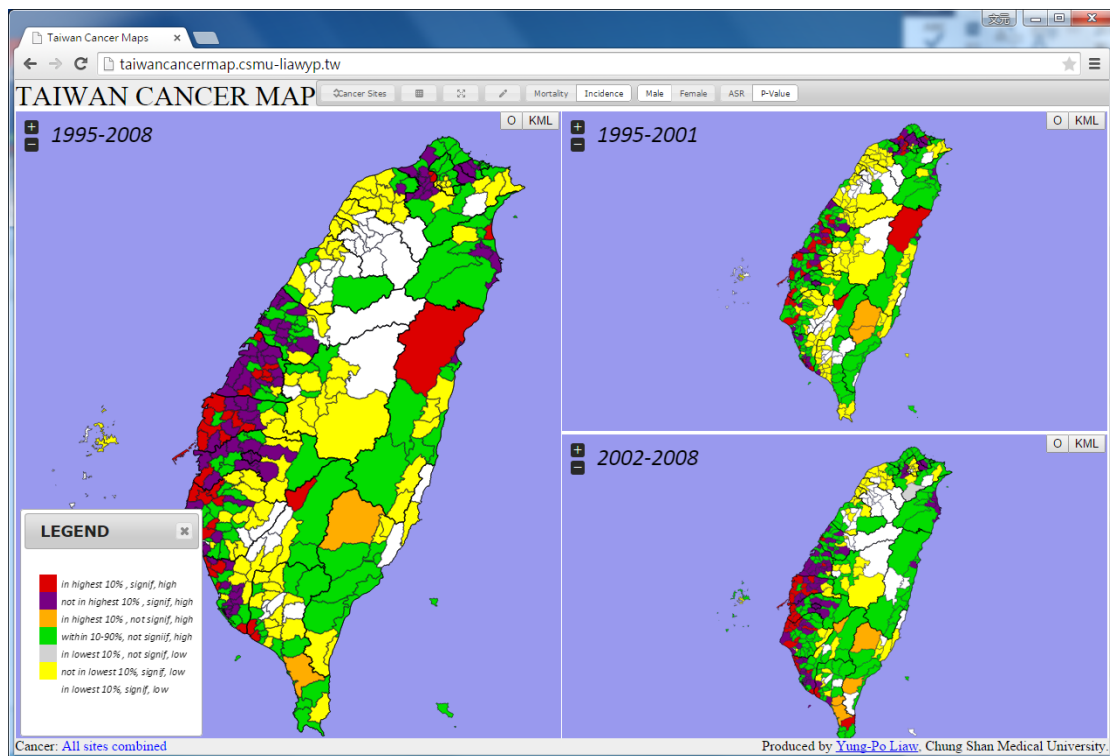 文元
Taiwan Cancer Maps
taiwancancermap.csmu-liawyp.tw
TAIWAN CANCER MAP
Cancer Sites
Mortality Incidence
Male Female
ASR P-Value
1995-2008
O KML
1995-2001
O KML
2002-2008
O KML
LEGEND
in highest 10% , signif, high
not in highest 10% , signif, high
in highest 10% , not signif, high
within 10-90%, not signiif, high
in lowest 10% , not signif, low
not in lowest 10%, signif, low
in lowest 10%, signif, low
Cancer: All sites combined
Produced by Yung-Po Liaw, Chung Shan Medical University.